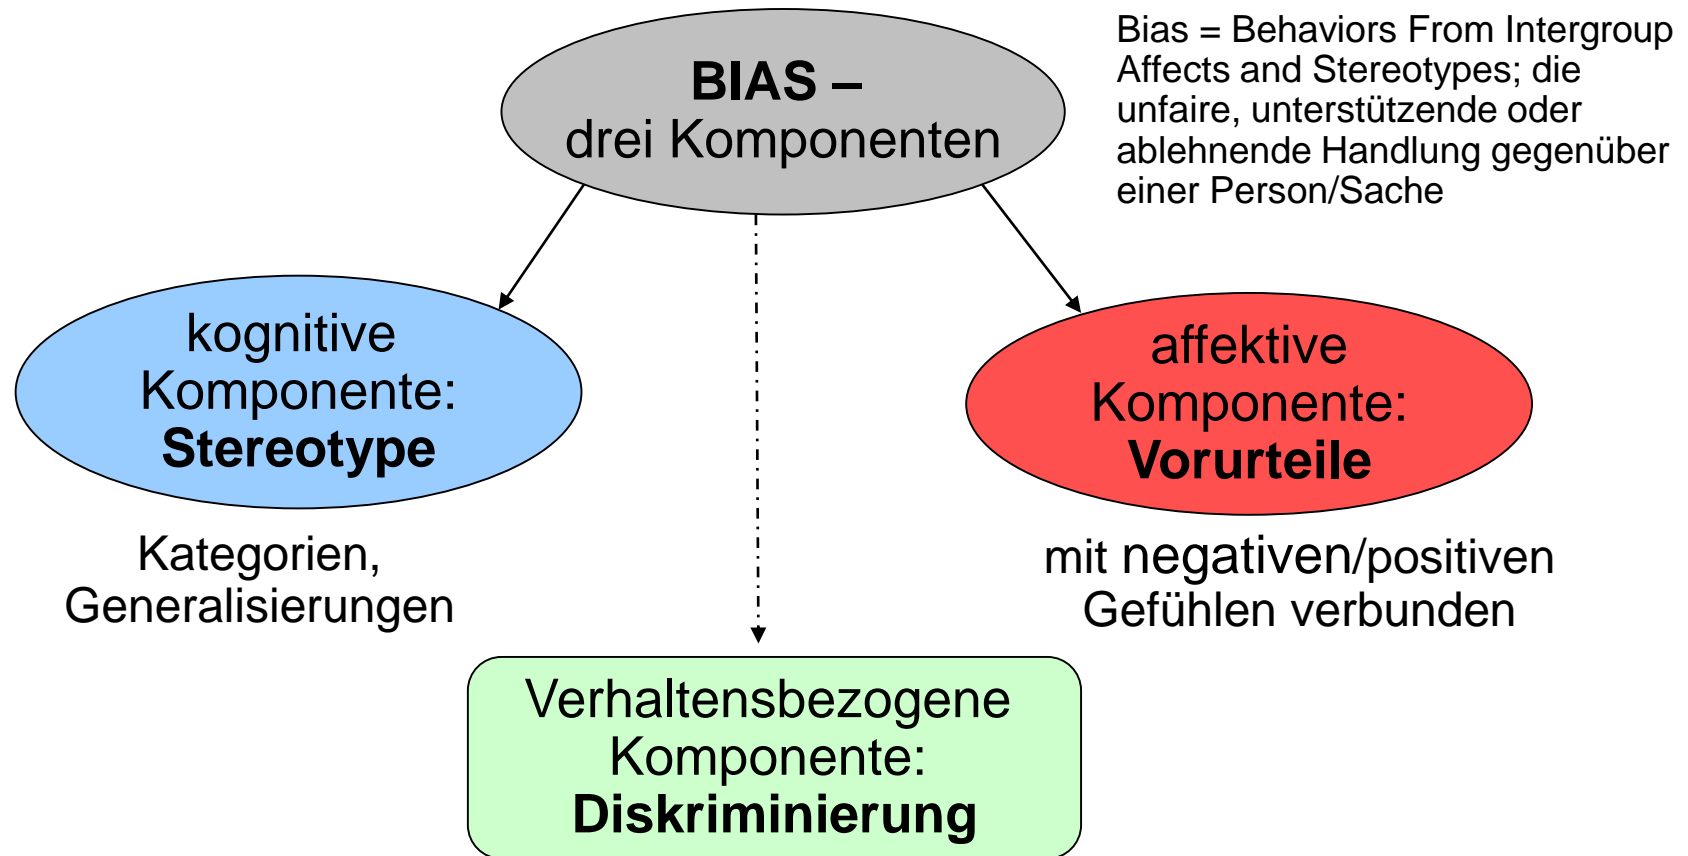 BIAS –
drei Komponenten
Bias = Behaviors From Intergroup
Affects and Stereotypes; die
unfaire, unterstützende oder
ablehnende Handlung gegenüber
einer Person/Sache
kognitive
Komponente:
Stereotype
affektive
Komponente:
Vorurteile
Kategorien,
Generalisierungen
mit negativen/positiven
Gefühlen verbunden
Verhaltensbezogene
Komponente:
Diskriminierung